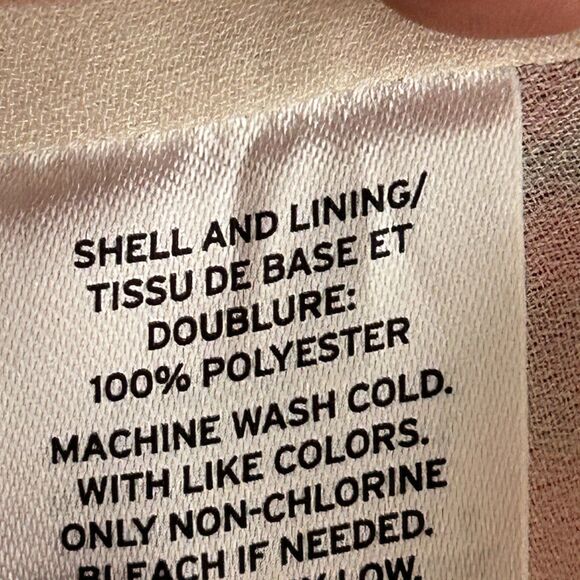 SHELL AND LINING/
TISSU DE BASE ET
DOUBLURE:
100% POLYESTER
MACHINE WASH COLD.
WITH LIKE COLORS.
ONLY NON-CHLORINE
BLEACH IF NEEDED.
LOW.